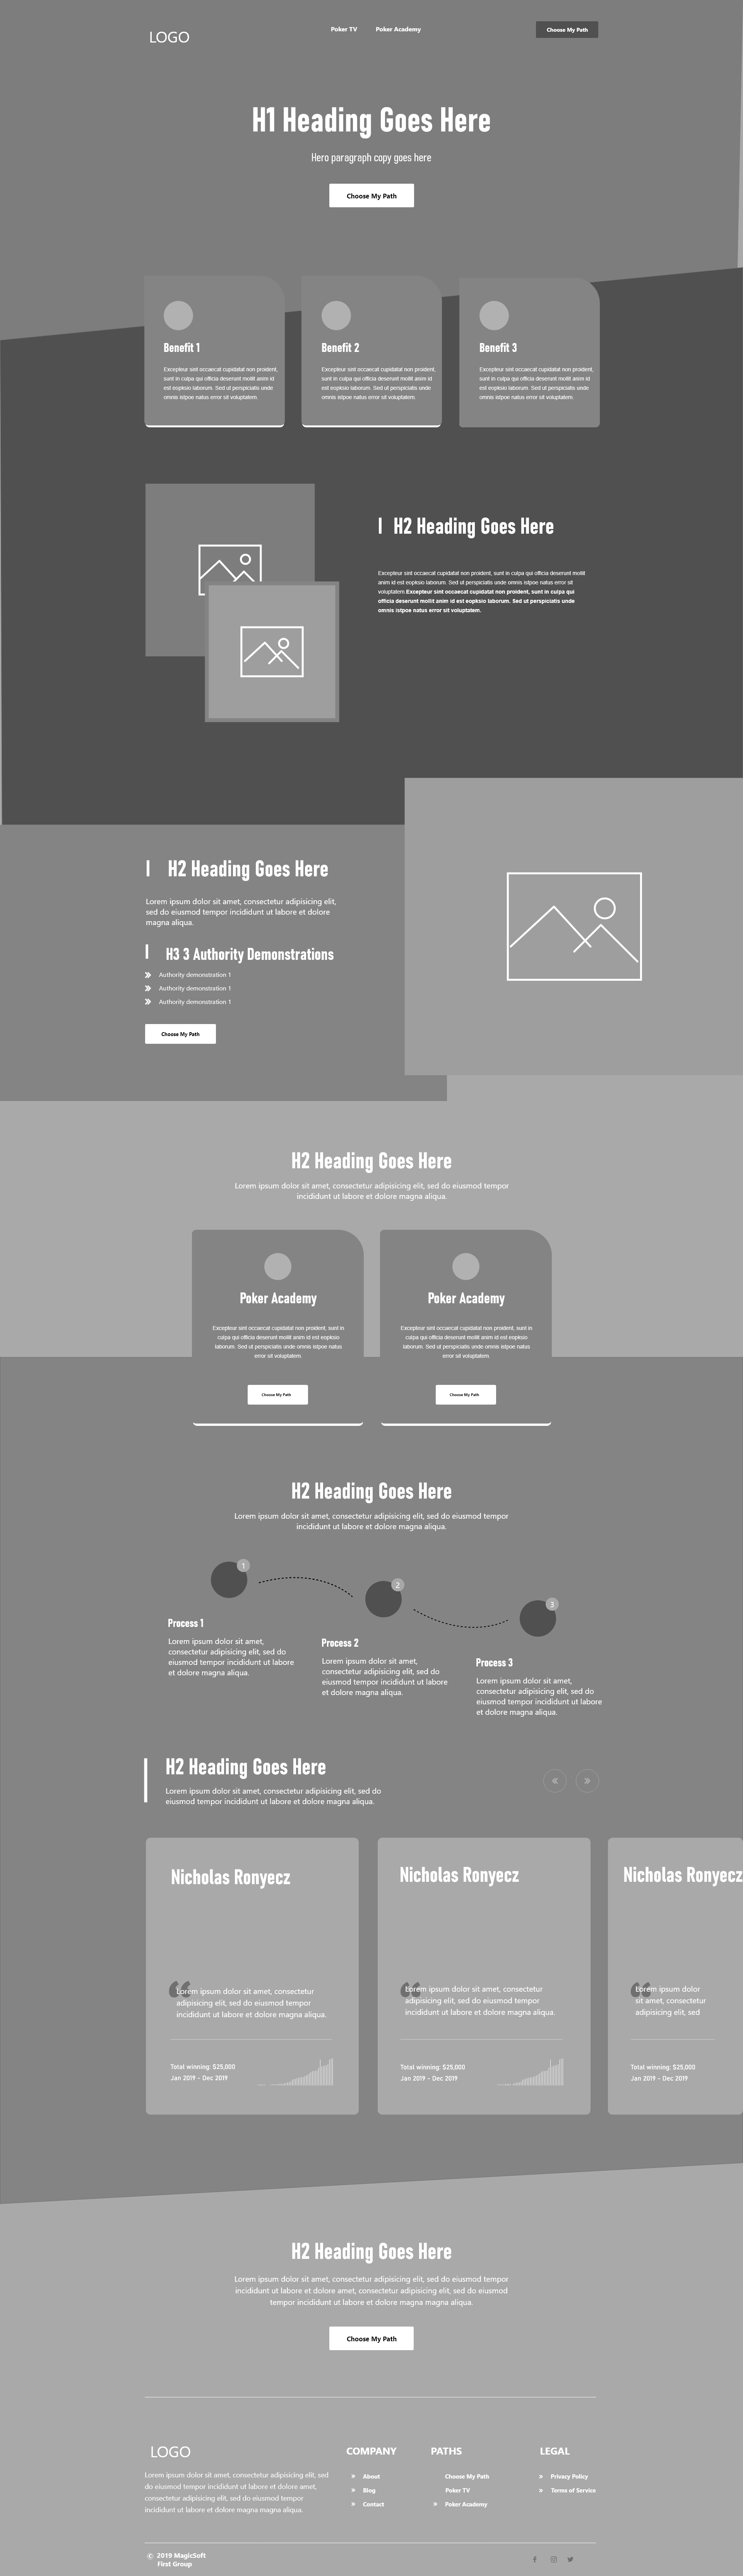 LOGO
Poker TV
Poker Academy
Choose My Path
H1 Heading Goes Here
Hero paragraph copy goes here
Choose My Path
Benefit 1
Excepteur sint occaecat cupidatat non proident,
sunt in culpa qui officia deserunt mollit anim id
est eopksio laborum. Sed ut perspiciatis unde
omnis istpoe natus error sit voluptatem.
Benefit 2
Excepteur sint occaecat cupidatat non proident,
sunt in culpa qui officia deserunt mollit anim id
est eopksio laborum. Sed ut perspiciatis unde
omnis istpoe natus error sit voluptatem.
Benefit 3
Excepteur sint occaecat cupidatat non proident,
sunt in culpa qui officia deserunt mollit anim id
est eopksio laborum. Sed ut perspiciatis unde
omnis istpoe natus error sit voluptatem.
H2 Heading Goes Here
Excepteur sint occaecat cupidatat non proident, sunt in culpa qui officia deserunt mollit
anim id est eopksio laborum. Sed ut perspiciatis unde omnis istpoe natus error sit
voluptatem.Excepteur sint occaecat cupidatat non proident, sunt in culpa qui
officia deserunt mollit anim id est eopksio laborum. Sed ut perspiciatis unde
omnis istpoe natus error sit voluptatem.
H2 Heading Goes Here
Lorem ipsum dolor sit amet, consectetur adipisicing elit,
sed do eiusmod tempor incididunt ut labore et dolore
magna aliqua.
H3 3 Authority Demonstrations
Authority demonstration 1
Authority demonstration 1
Authority demonstration 1
Choose My Path
H2 Heading Goes Here
Lorem ipsum dolor sit amet, consectetur adipisicing elit, sed do eiusmod tempor
incididunt ut labore et dolore magna aliqua.
Poker Academy
Excepteur sint occaecat cupidatat non proident, sunt in
culpa qui officia deserunt mollit anim id est eopksio
laborum. Sed ut perspiciatis unde omnis istpoe natus
error sit voluptatem.
Choose My Path
Poker Academy
Excepteur sint occaecat cupidatat non proident, sunt in
culpa qui officia deserunt mollit anim id est eopksio
laborum. Sed ut perspiciatis unde omnis istpoe natus
error sit voluptatem.
Choose My Path
H2 Heading Goes Here
Lorem ipsum dolor sit amet, consectetur adipisicing elit, sed do eiusmod tempor
incididunt ut labore et dolore magna aliqua.
1
Process 1
Lorem ipsum dolor sit amet,
consectetur adipisicing elit, sed do
eiusmod tempor incididunt ut labore
et dolore magna aliqua.
2
Process 2
Lorem ipsum dolor sit amet,
consectetur adipisicing elit, sed do
eiusmod tempor incididunt ut labore
et dolore magna aliqua.
3
Process 3
Lorem ipsum dolor sit amet,
consectetur adipisicing elit, sed do
eiusmod tempor incididunt ut labore
et dolore magna aliqua.
H2 Heading Goes Here
Lorem ipsum dolor sit amet, consectetur adipisicing elit, sed do
eiusmod tempor incididunt ut labore et dolore magna aliqua.
Nicholas Ronyecz
“
Lorem ipsum dolor sit amet, consectetur
adipisicing elit, sed do eiusmod tempor
incididunt ut labore et dolore magna aliqua.
Total winning: $25,000
Jan 2019 - Dec 2019
Nicholas Ronyecz
“
Lorem ipsum dolor sit amet, consectetur
adipisicing elit, sed do eiusmod tempor
incididunt ut labore et dolore magna aliqua.
Total winning: $25,000
Jan 2019 - Dec 2019
Nicholas Ronyecz
“
Lorem ipsum dolor
sit amet, consectetur
adipisicing elit, sed
Total winning: $25,000
Jan 2019 - Dec 2019
H2 Heading Goes Here
Lorem ipsum dolor sit amet, consectetur adipisicing elit, sed do eiusmod tempor
incididunt ut labore et dolore amet, consectetur adipisicing elit, sed do eiusmod
tempor incididunt ut labore et dolore magna magna aliqua.
Choose My Path
LOGO
Lorem ipsum dolor sit amet, consectetur adipisicing elit, sed
do eiusmod tempor incididunt ut labore et dolore amet,
consectetur adipisicing elit, sed do eiusmod tempor
incididunt ut labore et dolore magna magna aliqua.
COMPANY
About
Blog
Contact
PATHS
Choose My Path
Poker TV
Poker Academy
LEGAL
Privacy Policy
Terms of Service
© 2019 MagicSoft
First Group